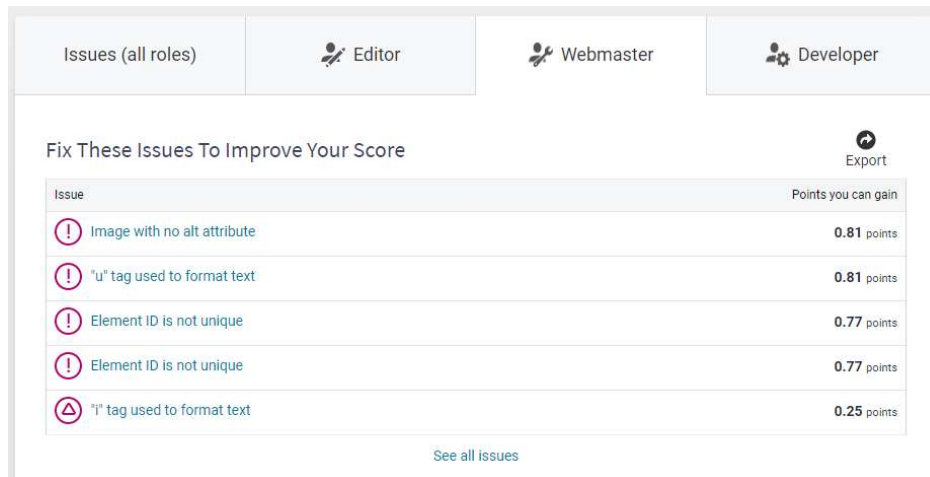 Issues (all roles)
Editor
Webmaster
Developer
Fix These Issues To Improve Your Score
Export
Issue Points you can gain
Image with no alt attribute 0.81 points
"u" tag used to format text 0.81 points
Element ID is not unique 0.77 points
Element ID is not unique 0.77 points
"i" tag used to format text 0.25 points
See all issues